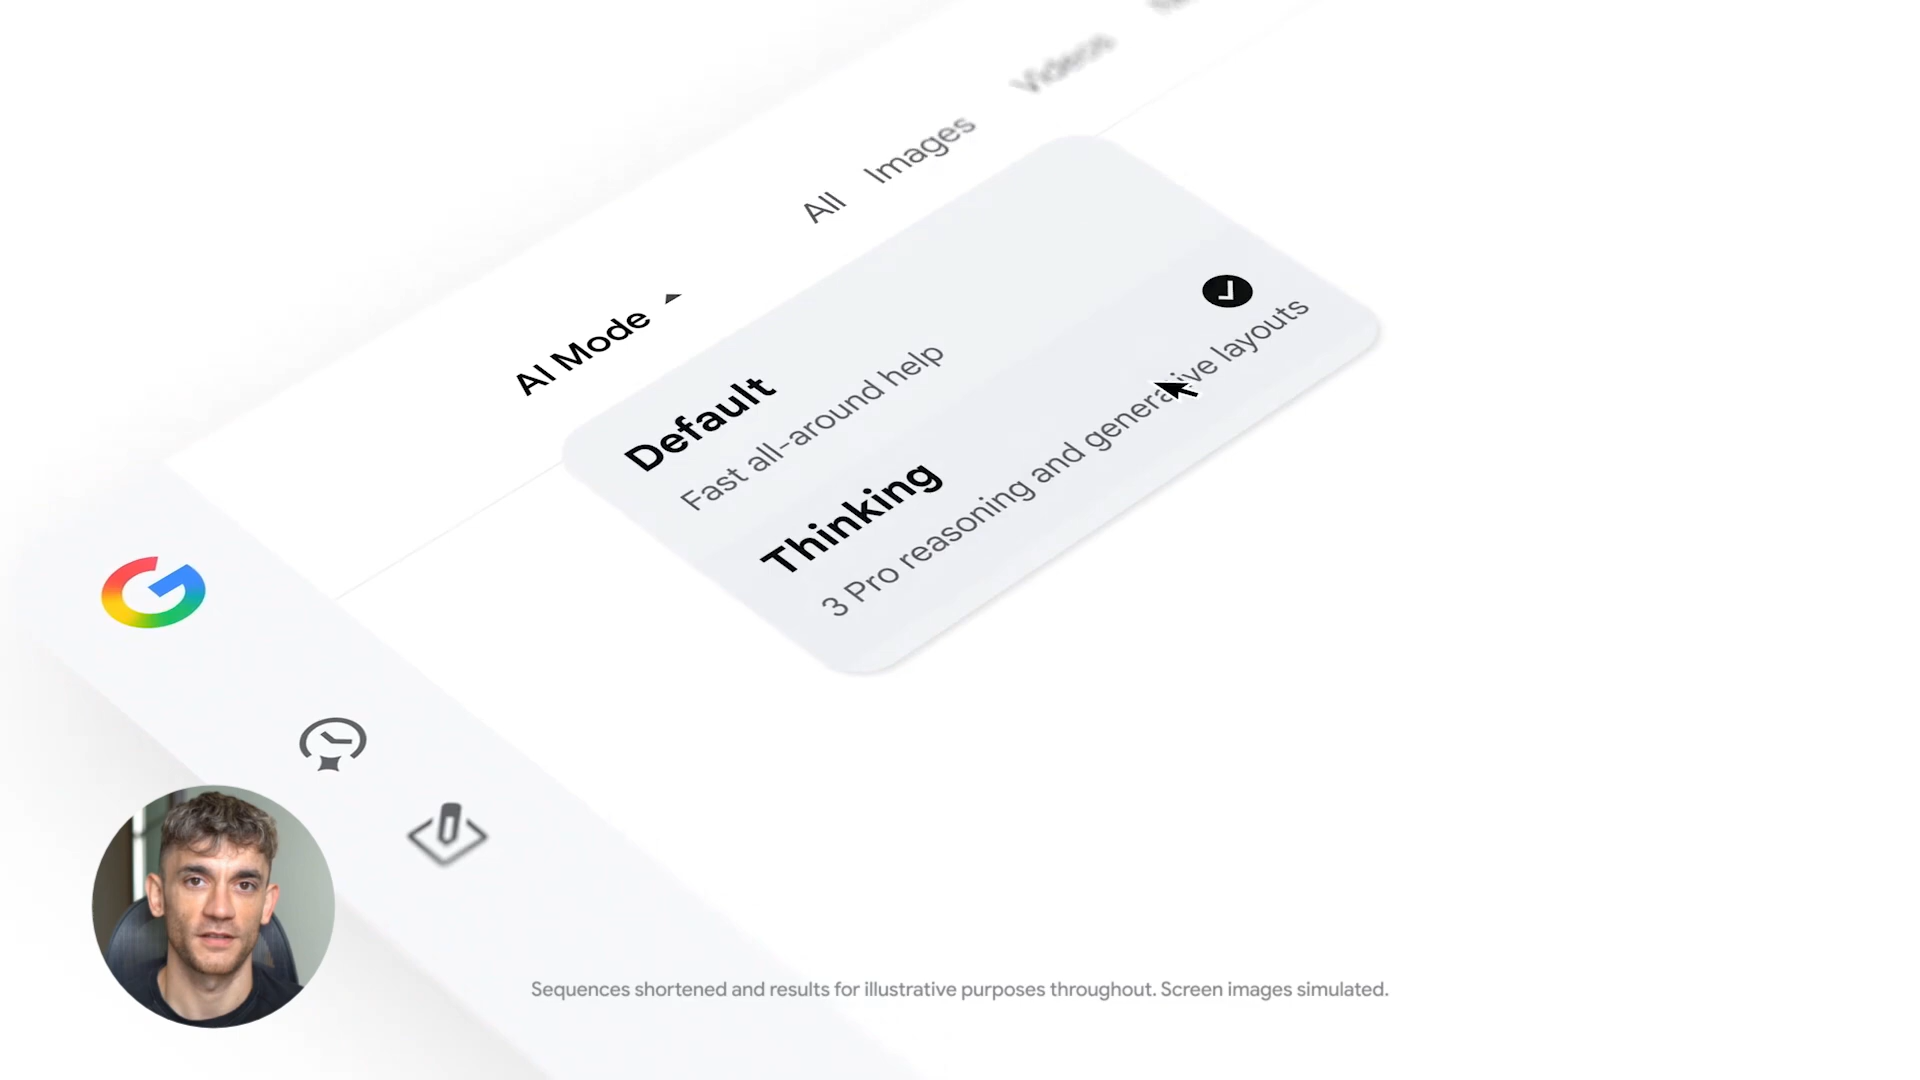 AI Mode
All
Images
Videos
Default
Fast all-around help
Thinking
3 Pro reasoning and generative layouts
Sequences shortened and results for illustrative purposes throughout. Screen images simulated.